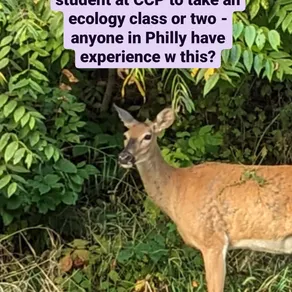 student at CCP to take an
ecology class or two -
anyone in Philly have
experience w this?